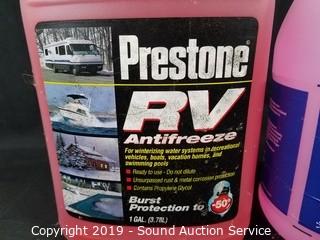 Prestone
RV
Antifreeze
For winterizing water systems in recreational
vehicles, boats, vacation homes, and
swimming pools
Ready to use - Do not dilute
Unsurpassed rust & metal corrosion protection
Contains Propylene Glycol
Burst
Protection to
-50°
1 GAL. (3.78L)
Copyright 2019 - Sound Auction Service